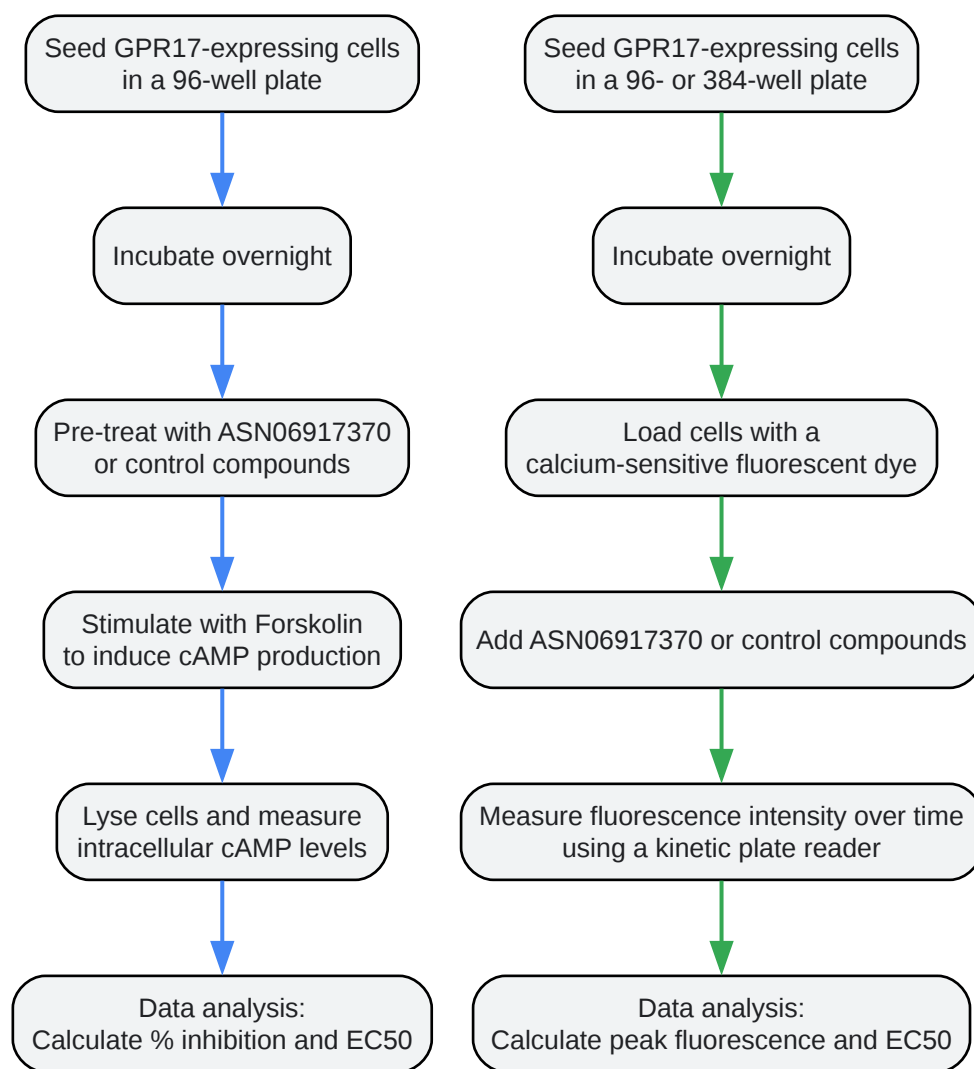 Seed GPR17-expressing cells
in a 96-well plate
Incubate overnight
Pre-treat with ASN06917370
or control compounds
Stimulate with Forskolin
to induce cAMP production
Lyse cells and measure
intracellular cAMP levels
Data analysis:
Calculate % inhibition and EC50
Seed GPR17-expressing cells
in a 96- or 384-well plate
Incubate overnight
Load cells with a
calcium-sensitive fluorescent dye
Add ASN06917370 or control compounds
Measure fluorescence intensity over time
using a kinetic plate reader
Data analysis:
Calculate peak fluorescence and EC50